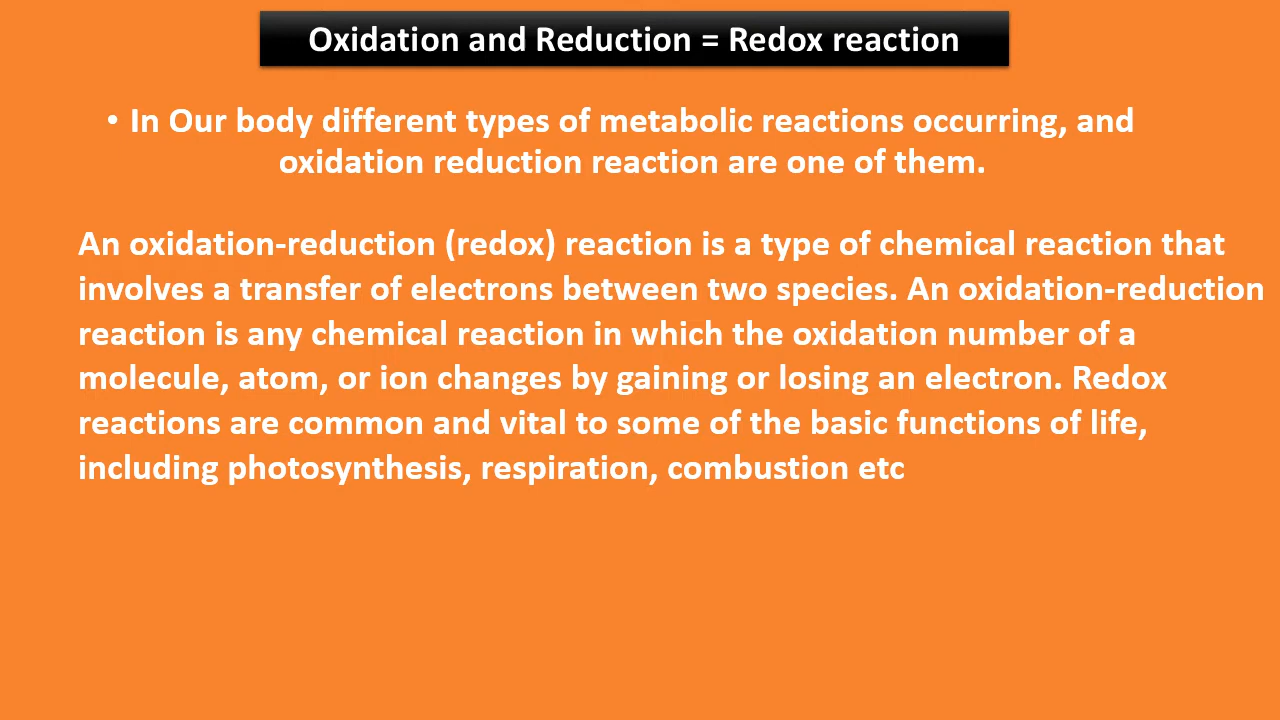 Oxidation and Reduction = Redox reaction
• In Our body different types of metabolic reactions occurring, and
oxidation reduction reaction are one of them.
An oxidation-reduction (redox) reaction is a type of chemical reaction that
involves a transfer of electrons between two species. An oxidation-reduction
reaction is any chemical reaction in which the oxidation number of a
molecule, atom, or ion changes by gaining or losing an electron. Redox
reactions are common and vital to some of the basic functions of life,
including photosynthesis, respiration, combustion etc